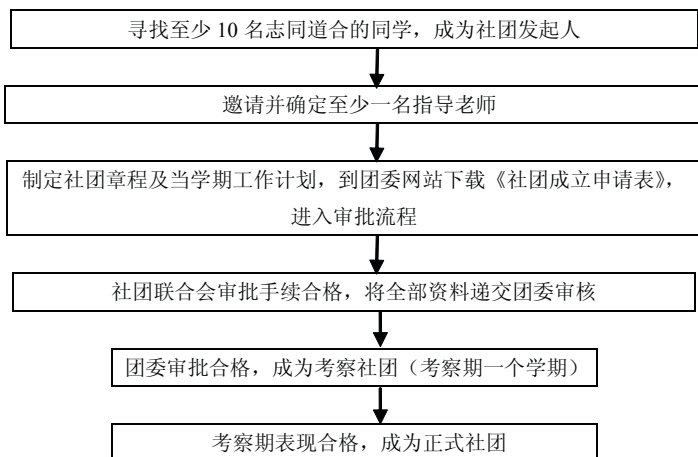 寻找至少 10 名志同道合的同学，成为社团发起人
邀请并确定至少一名指导老师
制定社团章程及当学期工作计划，到团委网站下载《社团成立申请表》，
进入审批流程
社团联合会审批手续合格，将全部资料递交团委审核
团委审批合格，成为考察社团（考察期一个学期）
考察期表现合格，成为正式社团